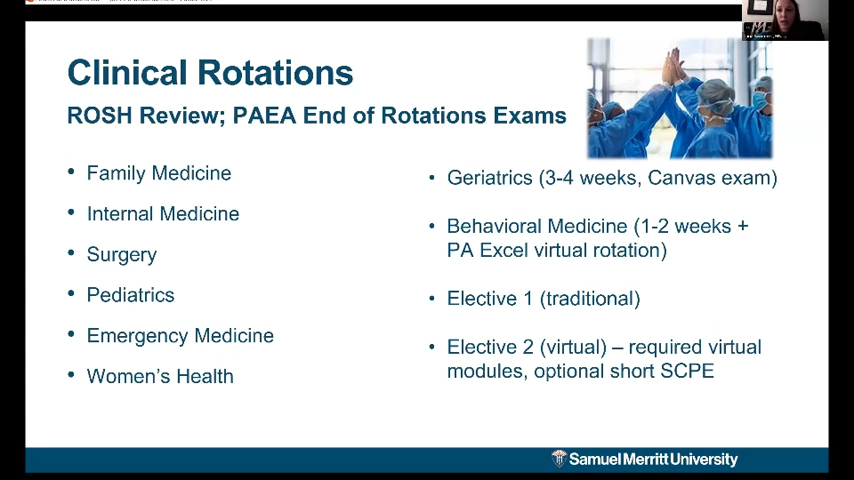 Clinical Rotations
ROSH Review; PAEA End of Rotations Exams
• Family Medicine
• Internal Medicine
• Surgery
• Pediatrics
• Emergency Medicine
• Women's Health
• Geriatrics (3-4 weeks, Canvas exam)
• Behavioral Medicine (1-2 weeks +
PA Excel virtual rotation)
• Elective 1 (traditional)
• Elective 2 (virtual) – required virtual
modules, optional short SCPE
Samuel Merritt University